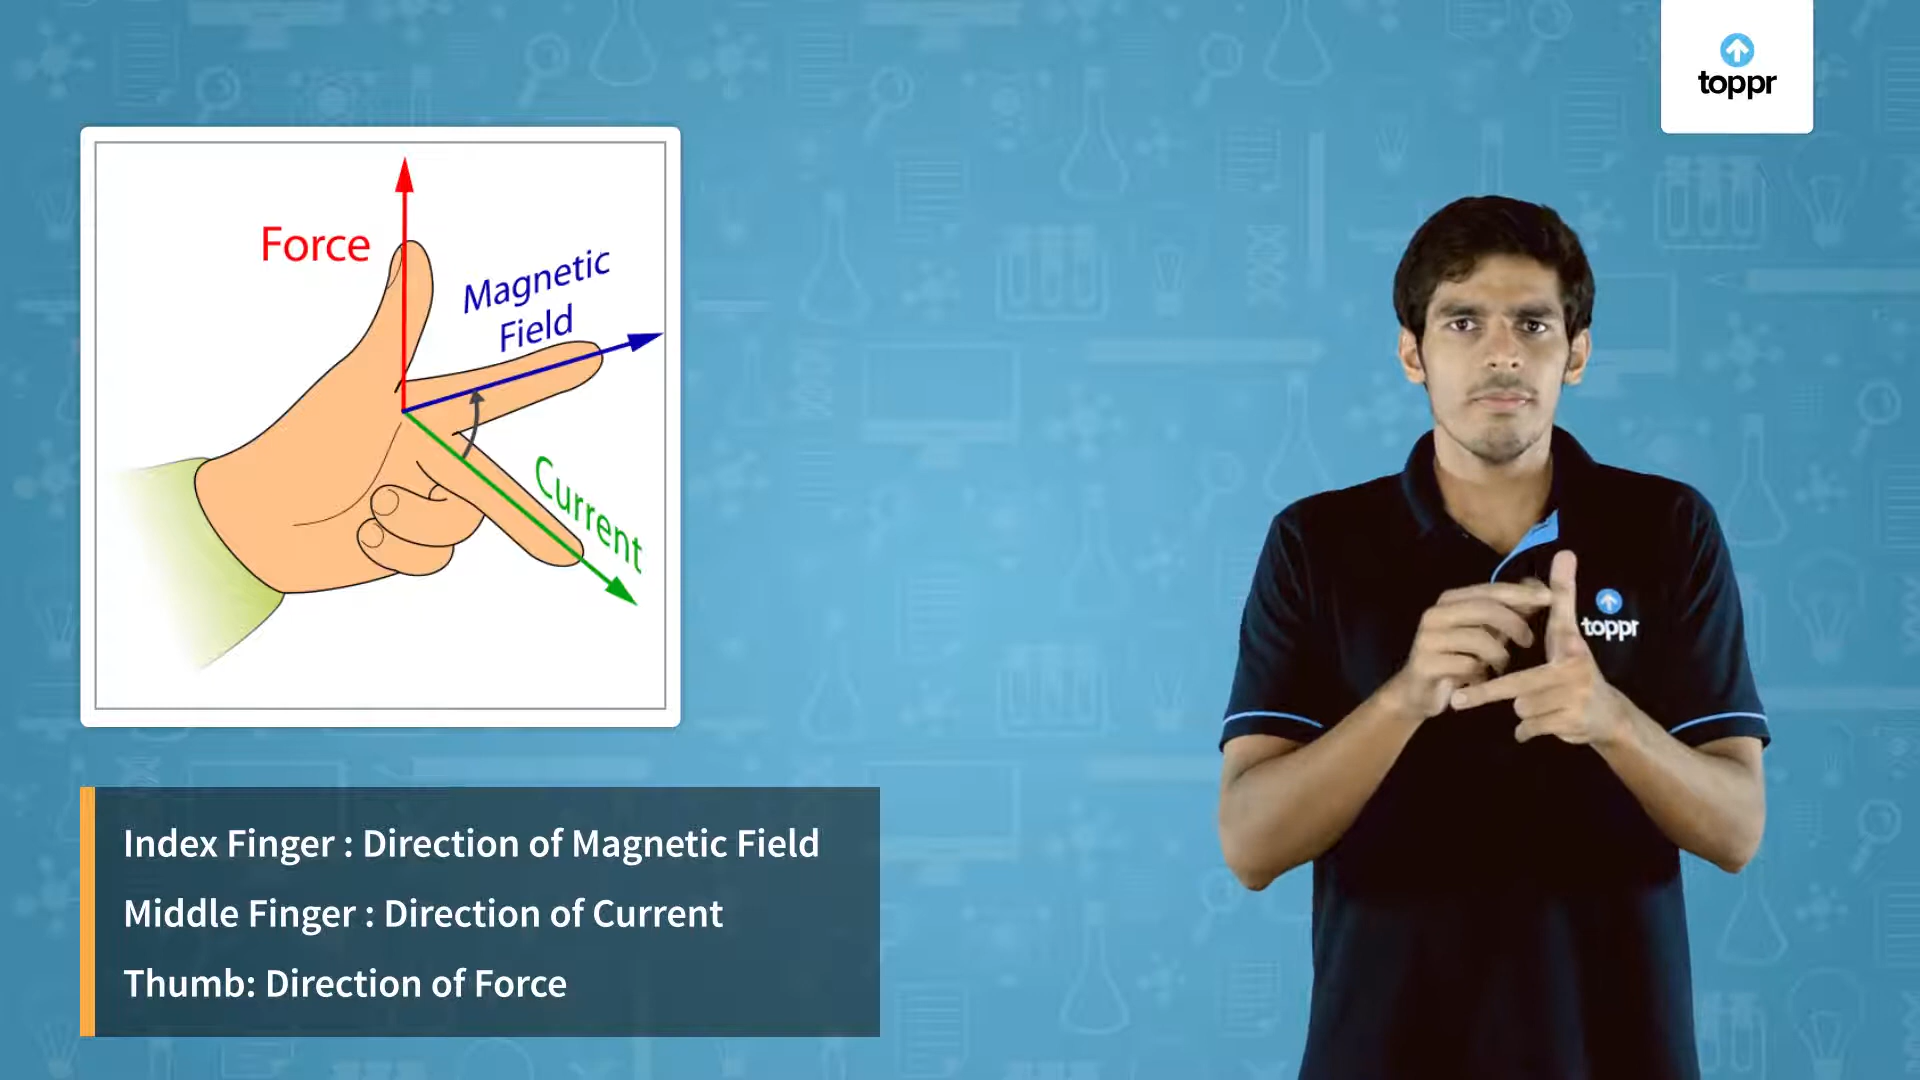 toppr
Force
Magnetic
Field
Current
toppr
Index Finger : Direction of Magnetic Field
Middle Finger : Direction of Current
Thumb: Direction of Force